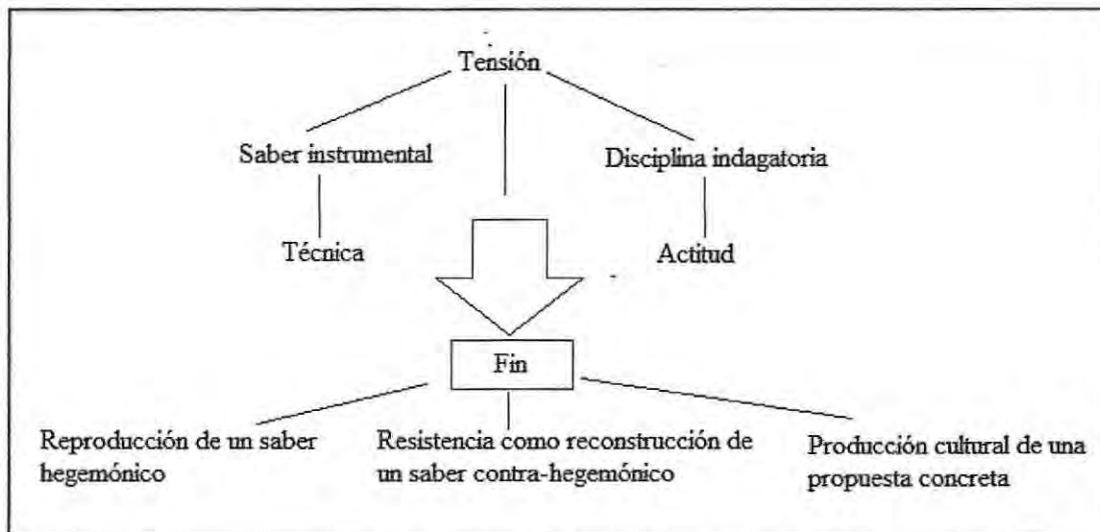 Tensión
Saber instrumental
Disciplina indagatoria
Técnica
Actitud
Fin
Reproducción de un saber
hegemónico
Resistencia como reconstrucción de
un saber contra-hegemónico
Producción cultural de una
propuesta concreta